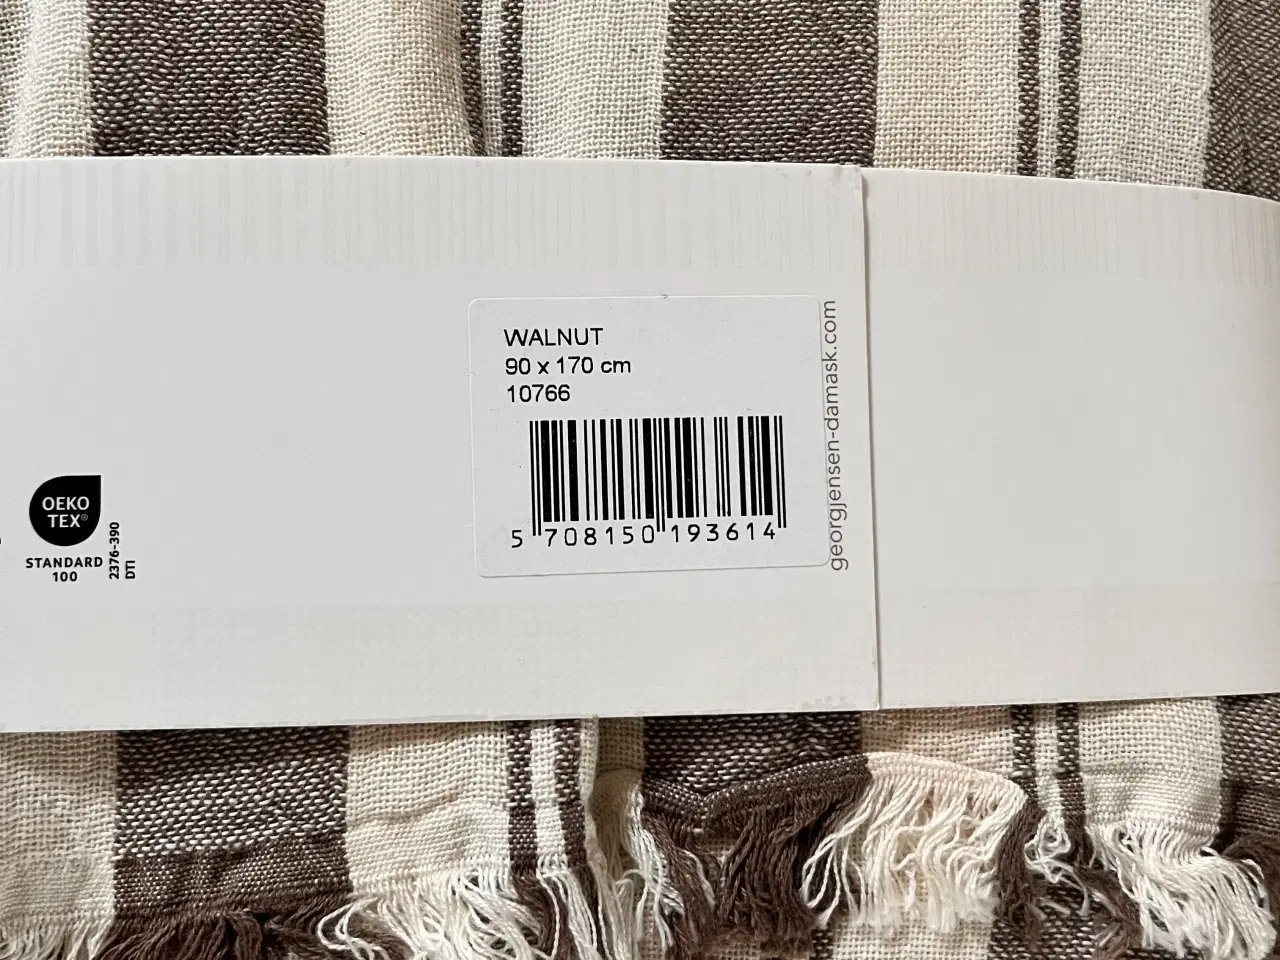 WALNUT
90 x 170 cm
10766
5 708150 193614
georgjensen-damask.com
OEKO
TEX®
STANDARD
100
2376-390
DTI